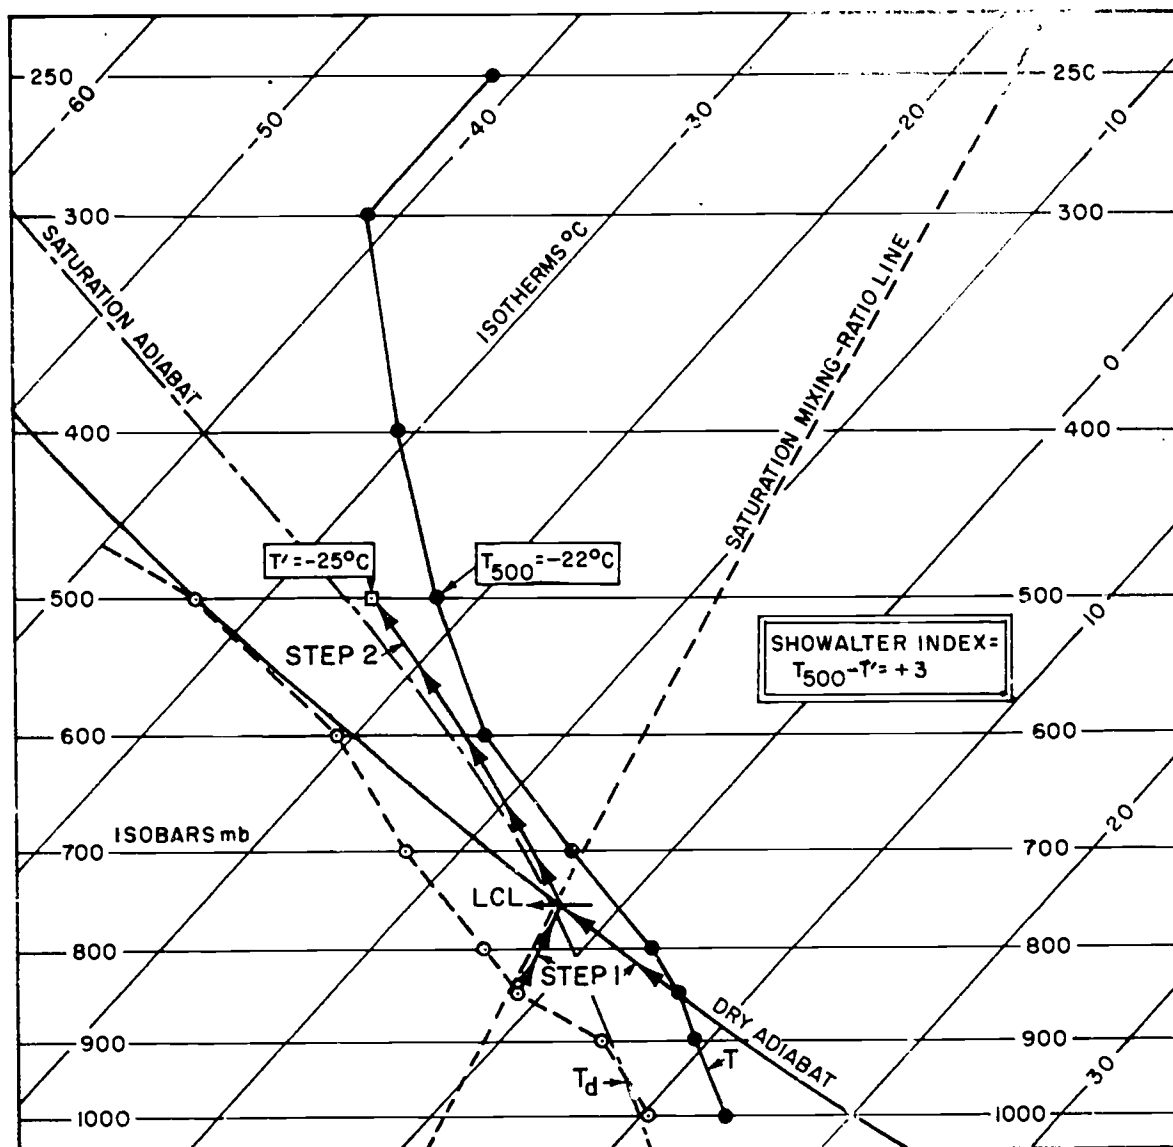 250
-60
-50
-40
-30
-20
25C
-10
300
300
SATURATION ADIABAT
ISOTHERMS °C
SATURATION MIXING-RATIO LINE
0
400
400
T′=-25°C
T500=-22°C
500
500
10
STEP 2
SHOWALTER INDEX=
T500-T′= +3
600
600
ISOBARS mb
20
700
700
LCL
800
800
STEP 1
DRY ADIABAT
900
900
Td
T
30
1000
1000